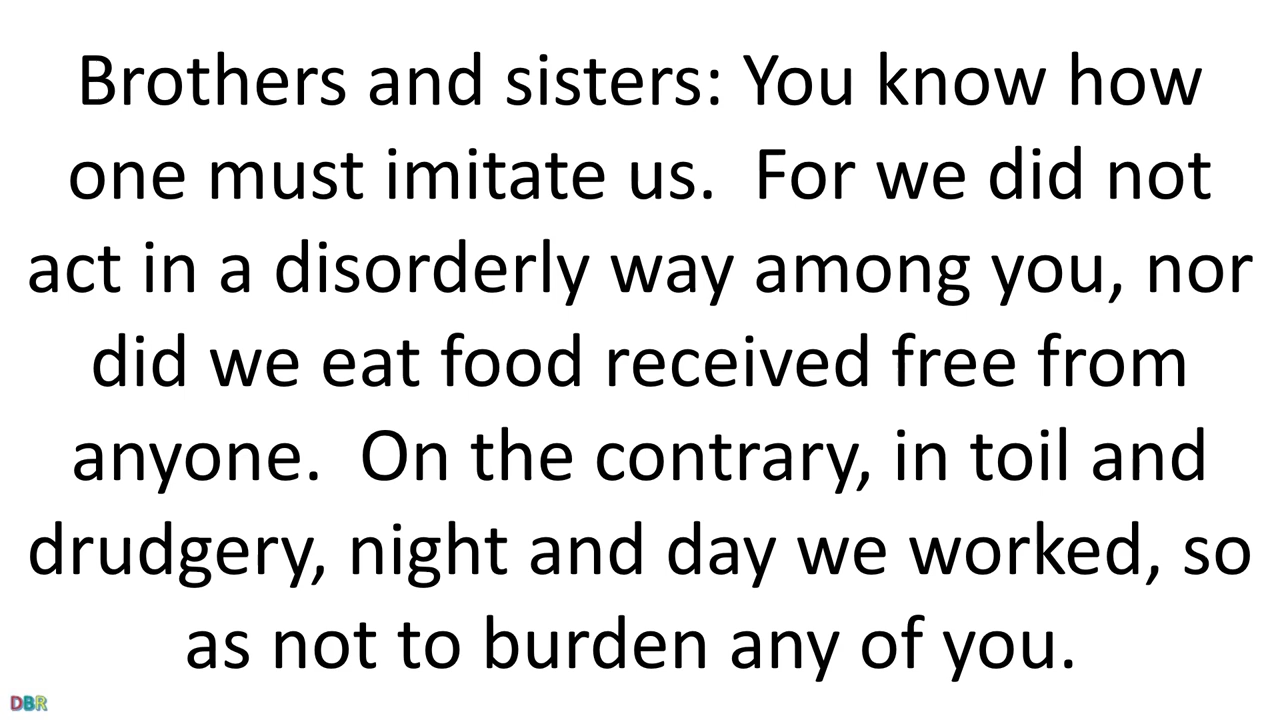 Brothers and sisters: You know how
one must imitate us.  For we did not
act in a disorderly way among you, nor
did we eat food received free from
anyone.  On the contrary, in toil and
drudgery, night and day we worked, so
as not to burden any of you.
DBR